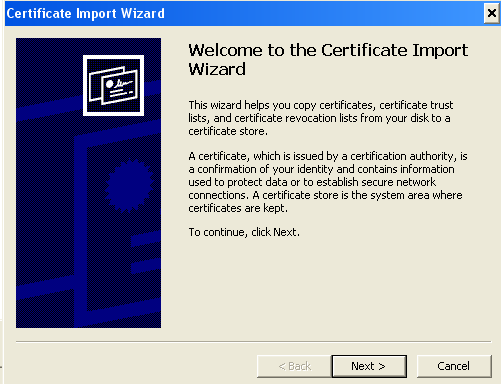 Certificate Import Wizard
Welcome to the Certificate Import
Wizard
This wizard helps you copy certificates, certificate trust
lists, and certificate revocation lists from your disk to a
certificate store.
A certificate, which is issued by a certification authority, is
a confirmation of your identity and contains information
used to protect data or to establish secure network
connections. A certificate store is the system area where
certificates are kept.
To continue, click Next.
< Back Next > Cancel